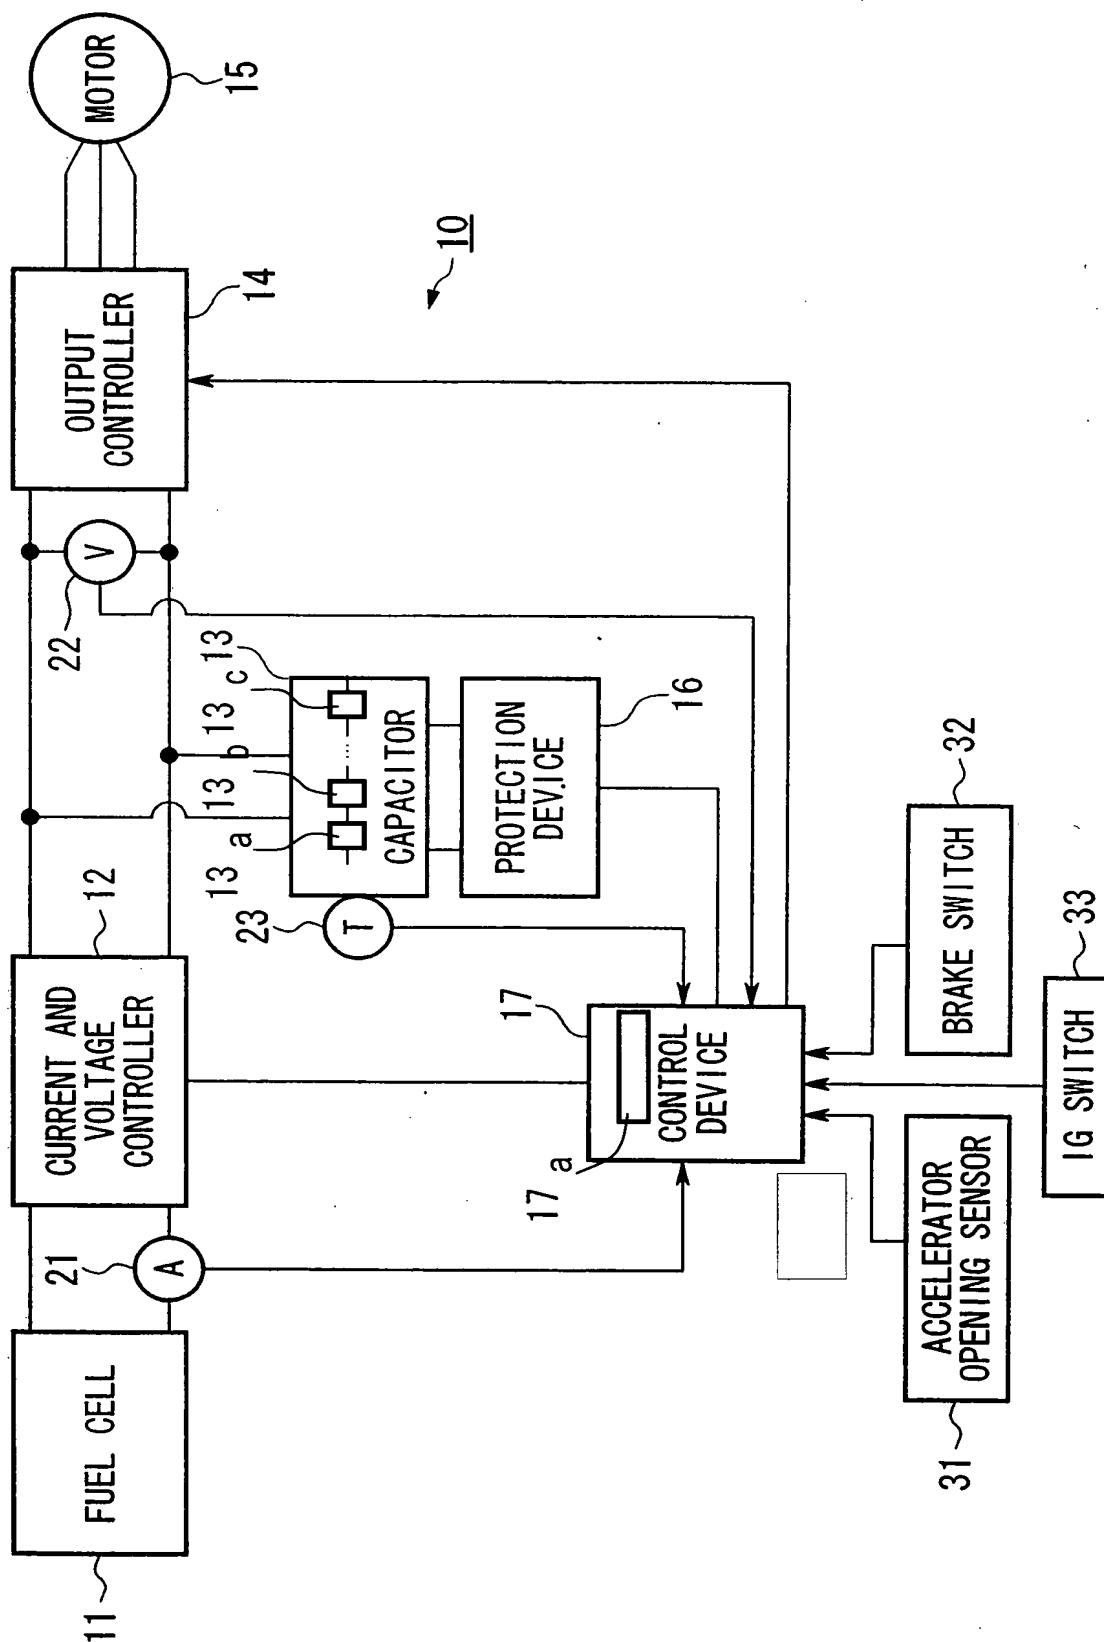 FUEL CELL
11
A
21
CURRENT AND
VOLTAGE
CONTROLLER
12
V
22
OUTPUT
CONTROLLER
14
MOTOR
15
10
13
a
13
b
13
c
13
CAPACITOR
T
23
PROTECTION
DEVICE
16
17
17
a
CONTROL
DEVICE
ACCELERATOR
OPENING SENSOR
31
BRAKE SWITCH
32
IG SWITCH
33